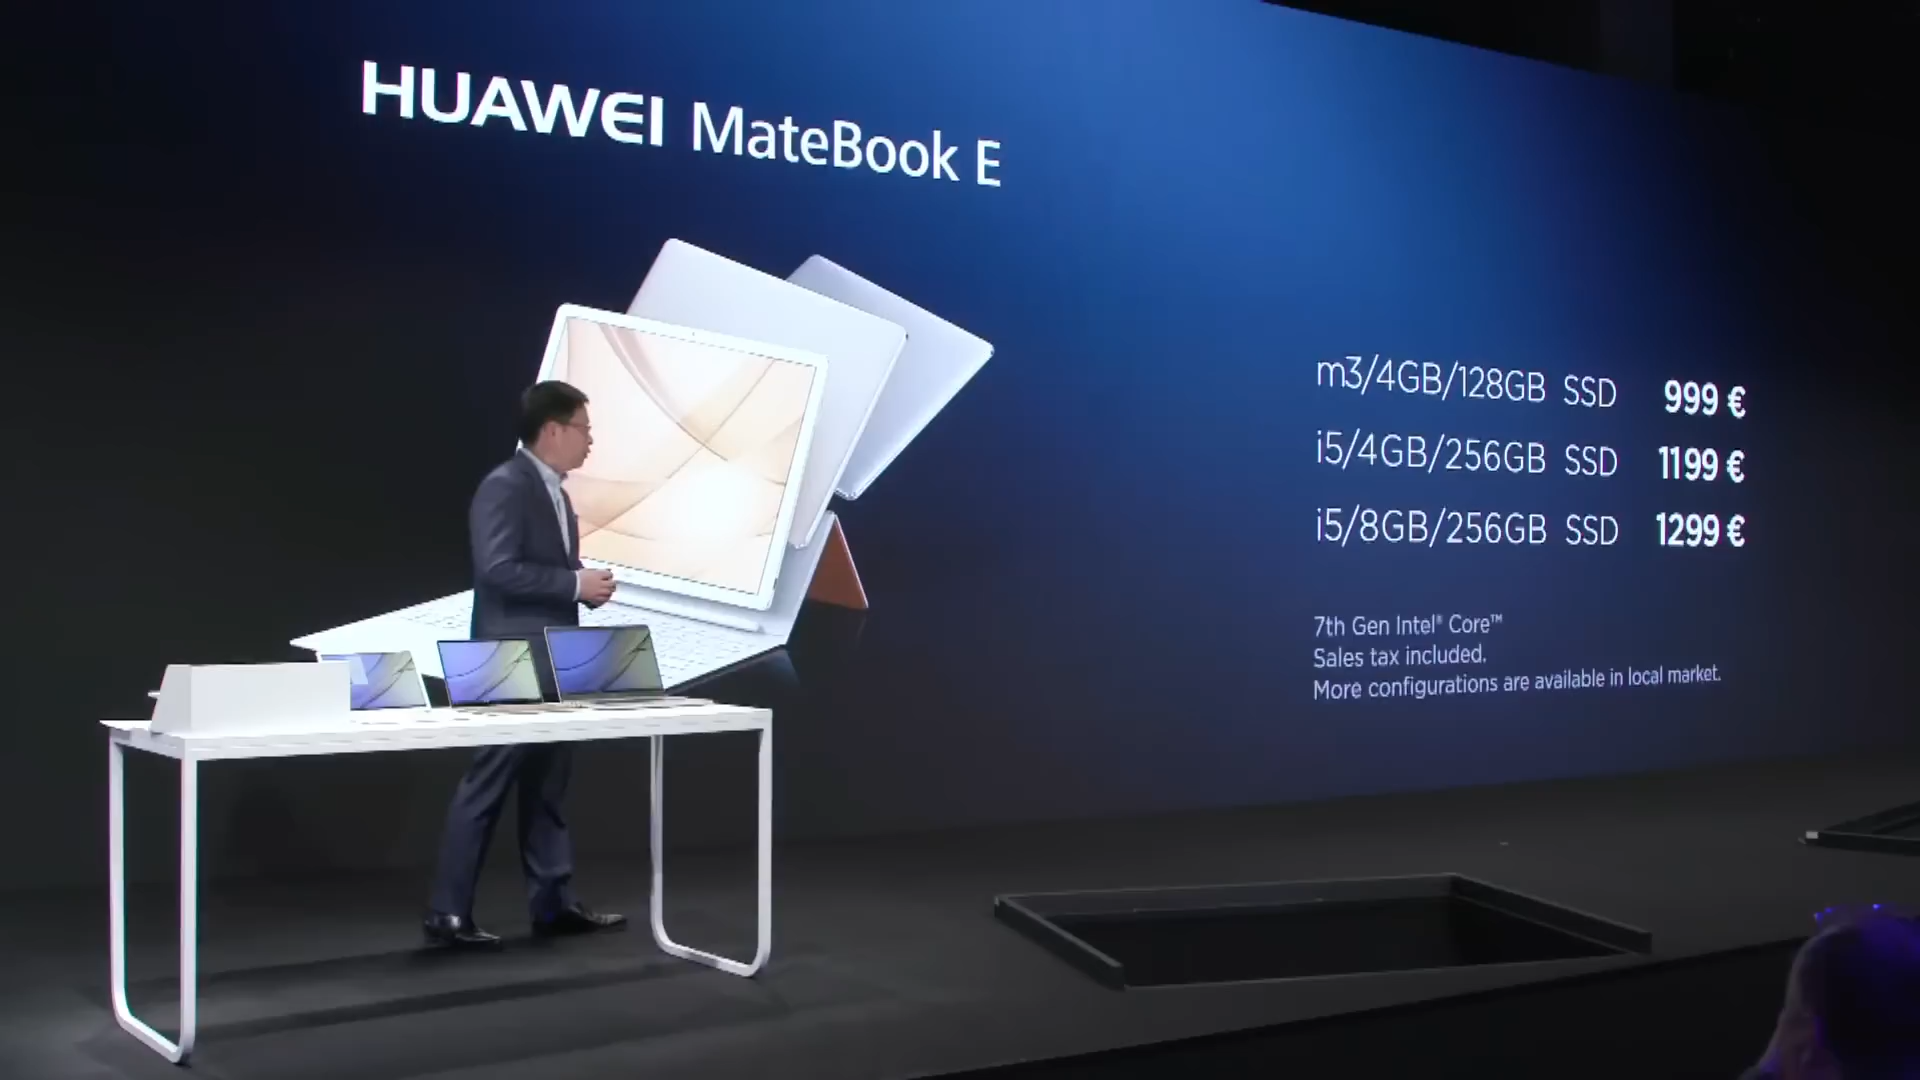 HUAWEI MateBook E
m3/4GB/128GB SSD 999 €
i5/4GB/256GB SSD 1199 €
i5/8GB/256GB SSD 1299 €
7th Gen Intel® Core™
Sales tax included.
More configurations are available in local market.